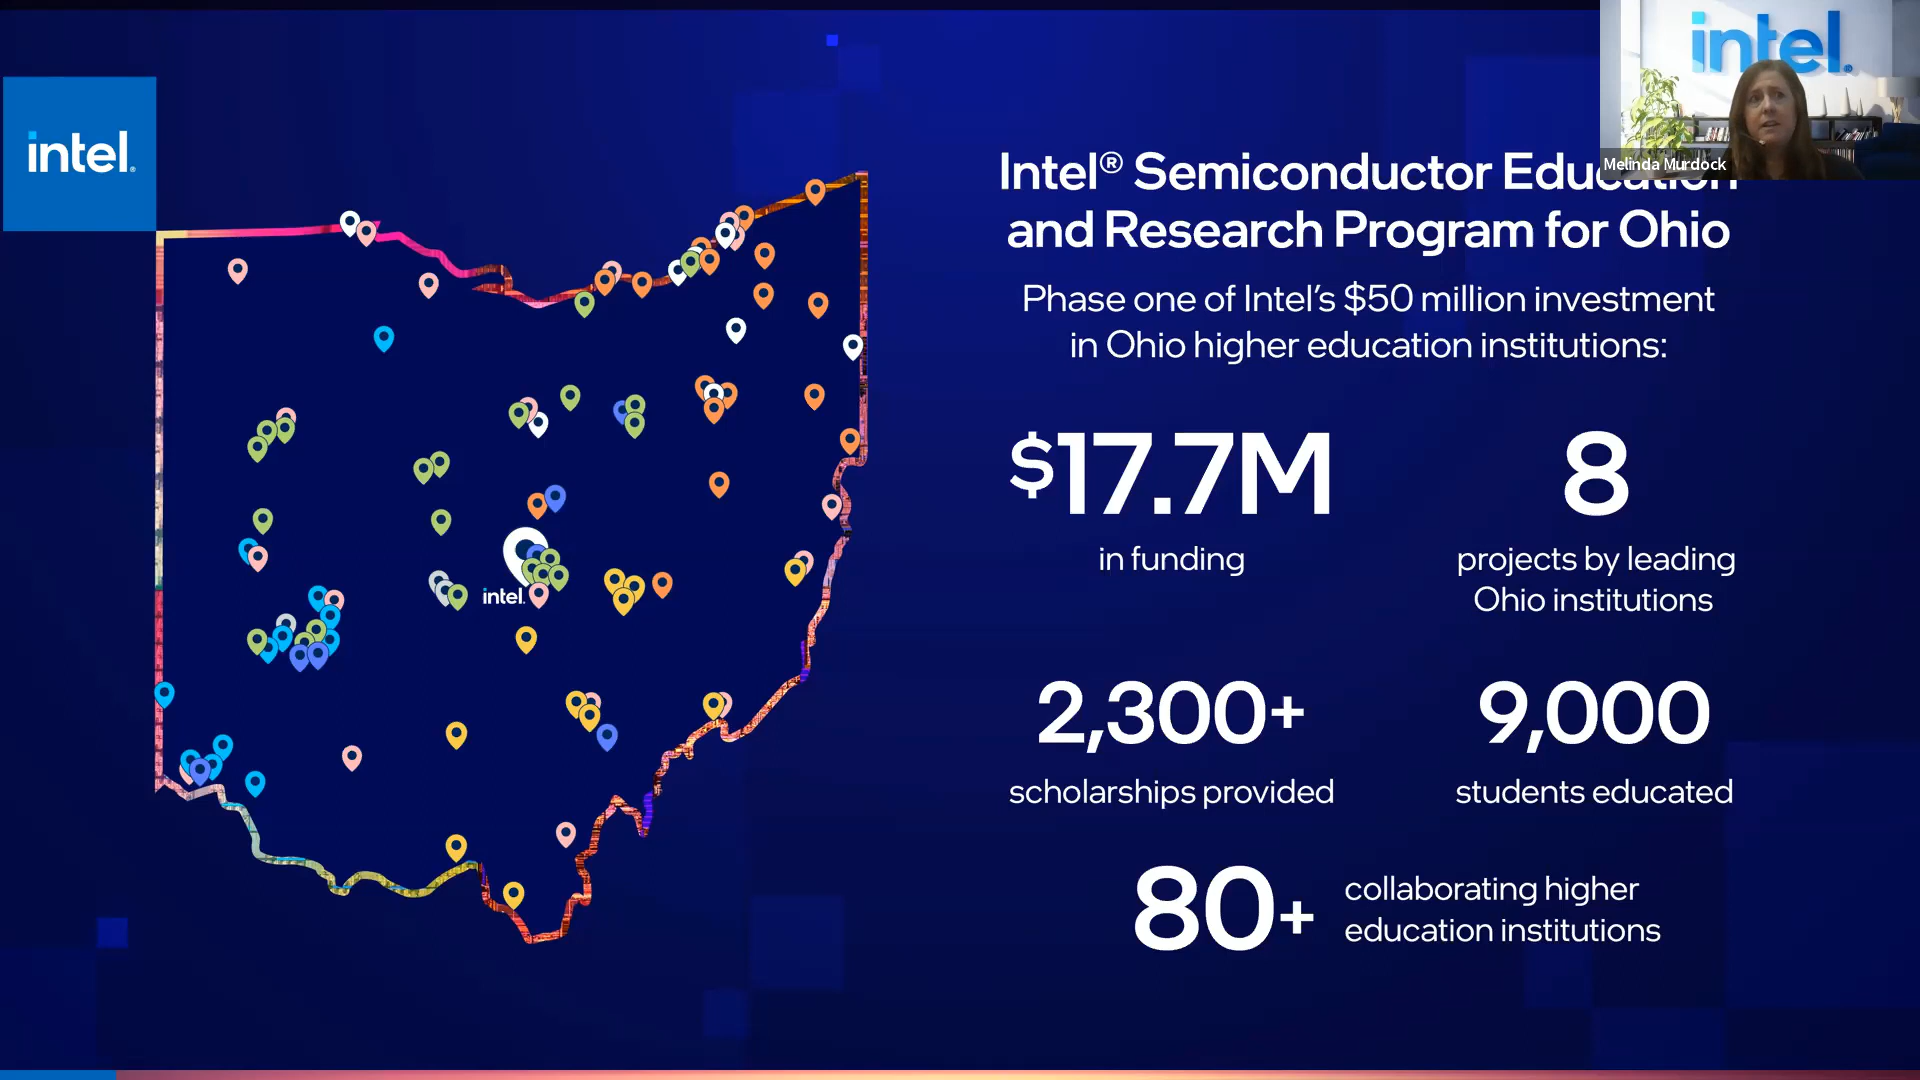 intel.
intel.
Melinda Murdock
Intel® Semiconductor Education
and Research Program for Ohio
Phase one of Intel's $50 million investment
in Ohio higher education institutions:
$17.7M
in funding
8
projects by leading
Ohio institutions
2,300+
scholarships provided
9,000
students educated
80+
collaborating higher
education institutions
intel.